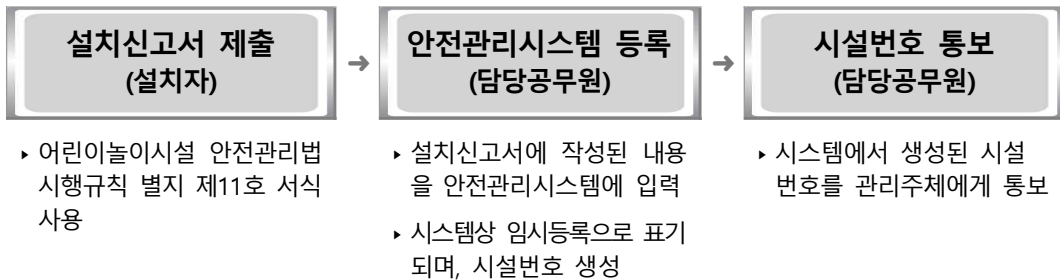 설치신고서 제출
(설치자)
➜
안전관리시스템 등록
(담당공무원)
➜
시설번호 통보
(담당공무원)
▸ 어린이놀이시설 안전관리법
시행규칙 별지 제11호 서식
사용
▸ 설치신고서에 작성된 내용
을 안전관리시스템에 입력
▸ 시스템상 임시등록으로 표기
되며, 시설번호 생성
▸ 시스템에서 생성된 시설
번호를 관리주체에게 통보